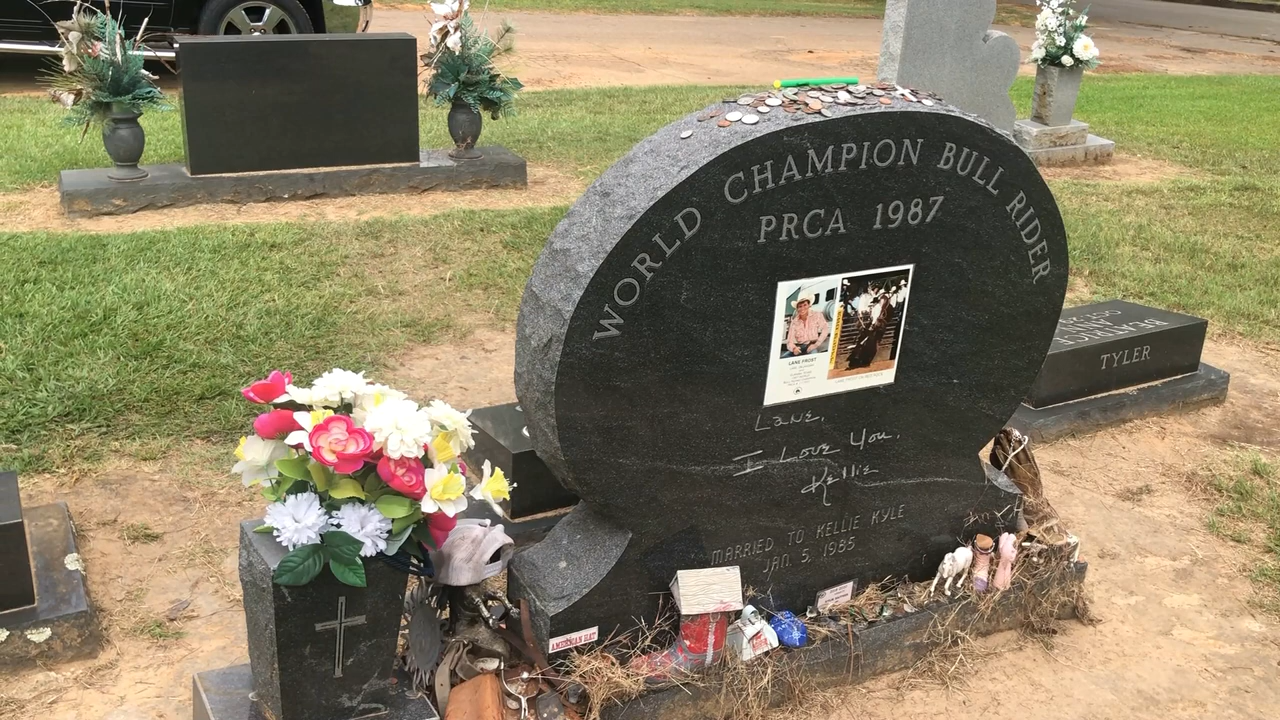 WORLD CHAMPION BULL RIDER
PRCA 1987
LANE FROST
Lane,
I Love You,
Kellie
MARRIED TO KELLIE KYLE
JAN. 5, 1985
AMERICAN HAT
BEATRICE
TYLER